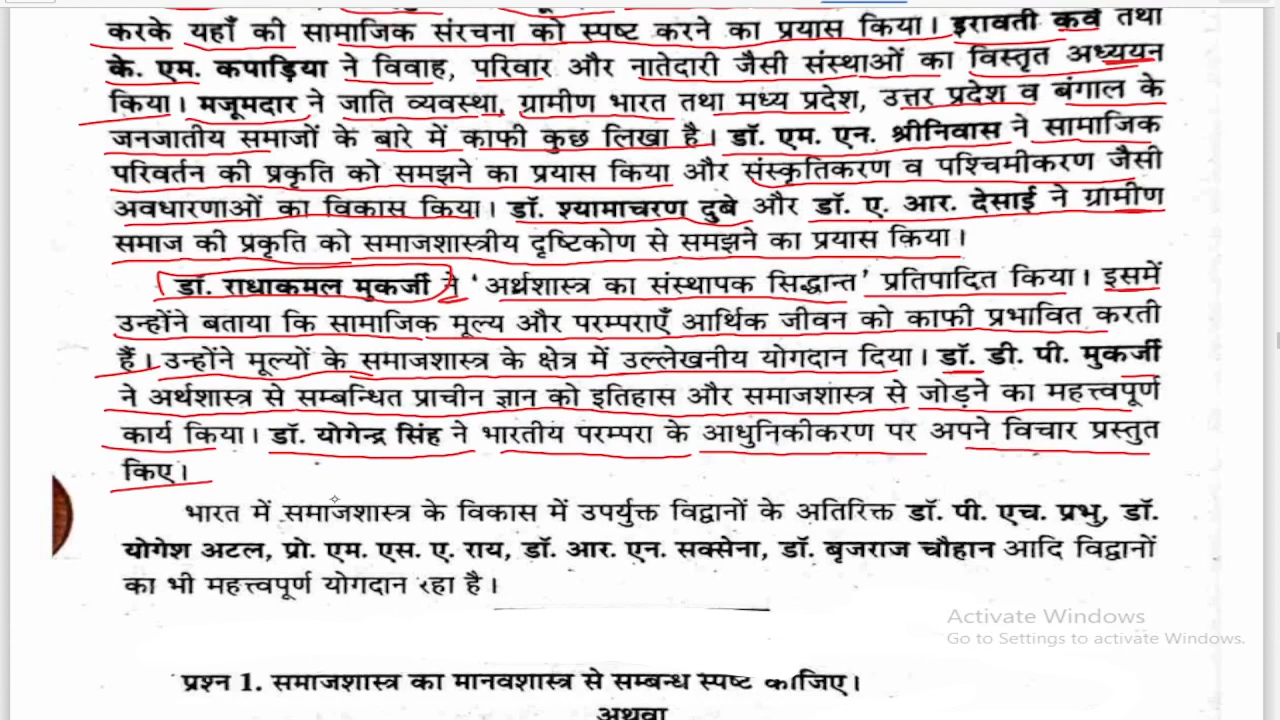 करके यहाँ की सामाजिक संरचना को स्पष्ट करने का प्रयास किया। इरावती कर्वे तथा
के. एम. कपाड़िया ने विवाह, परिवार और नातेदारी जैसी संस्थाओं का विस्तृत अध्ययन
किया। मजूमदार ने जाति व्यवस्था, ग्रामीण भारत तथा मध्य प्रदेश, उत्तर प्रदेश व बंगाल के
जनजातीय समाजों के बारे में काफी कुछ लिखा है। डॉ. एम. एन. श्रीनिवास ने सामाजिक
परिवर्तन की प्रकृति को समझने का प्रयास किया और संस्कृतिकरण व पश्चिमीकरण जैसी
अवधारणाओं का विकास किया। डॉ. श्यामाचरण दुबे और डॉ. ए. आर. देसाई ने ग्रामीण
समाज की प्रकृति को समाजशास्त्रीय दृष्टिकोण से समझने का प्रयास किया।
डॉ. राधाकमल मुकर्जी ने 'अर्थशास्त्र का संस्थापक सिद्धान्त' प्रतिपादित किया। इसमें
उन्होंने बताया कि सामाजिक मूल्य और परम्पराएँ आर्थिक जीवन को काफी प्रभावित करती
हैं। उन्होंने मूल्यों के समाजशास्त्र के क्षेत्र में उल्लेखनीय योगदान दिया। डॉ. डी. पी. मुकर्जी
ने अर्थशास्त्र से सम्बन्धित प्राचीन ज्ञान को इतिहास और समाजशास्त्र से जोड़ने का महत्त्वपूर्ण
कार्य किया। डॉ. योगेन्द्र सिंह ने भारतीय परम्परा के आधुनिकीकरण पर अपने विचार प्रस्तुत
किए।
भारत में समाजशास्त्र के विकास में उपर्युक्त विद्वानों के अतिरिक्त डॉ. पी. एच. प्रभु, डॉ.
योगेश अटल, प्रो. एम. एस. ए. राय, डॉ. आर. एन. सक्सेना, डॉ. बृजराज चौहान आदि विद्वानों
का भी महत्त्वपूर्ण योगदान रहा है।
Activate Windows
Go to Settings to activate Windows.
प्रश्न 1. समाजशास्त्र का मानवशास्त्र से सम्बन्ध स्पष्ट कीजिए।
अथवा